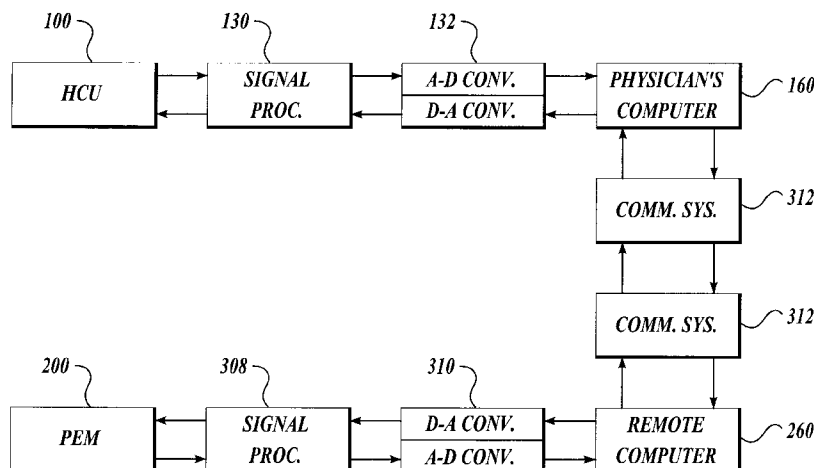 100
130
132
HCU
SIGNAL
PROC.
A-D CONV.
D-A CONV.
PHYSICIAN'S
COMPUTER
160
COMM. SYS.
312
COMM. SYS.
312
200
308
310
PEM
SIGNAL
PROC.
D-A CONV.
A-D CONV.
REMOTE
COMPUTER
260